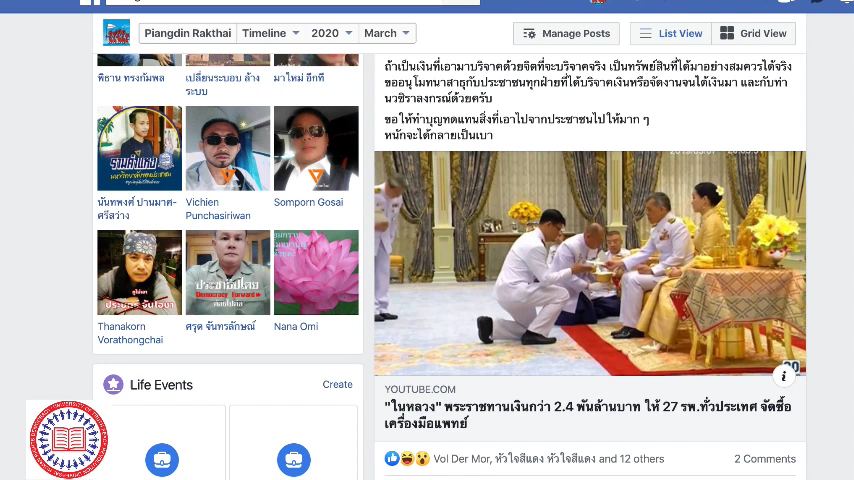 Piangdin Rakthai
Timeline
2020
March
Manage Posts
List View
Grid View
พิธาน ทรงกัมพล
เปลี่ยนระบอบ ล้าง
ระบบ
มาใหม่ อีกที
นันทพงศ์ ปานมาศ-
ศรีสว่าง
Vichien
Punchasiriwan
Somporn Gosai
ประชาธิปไตย
Democracy Forward
Thanakorn
Vorathongchai
ศรุต จันทรลักษณ์
Nana Omi
Life Events
Create
ถ้าเป็นเงินที่เอามาบริจาคด้วยจิตที่จะบริจาคจริง เป็นทรัพย์สินที่ได้มาอย่างสมควรได้จริง
ขออนุโมทนาสาธุกับประชาชนทุกฝ่ายที่ได้บริจาคเงินหรือจัดงานจนได้เงินมา และกับท่า
นวชิราลงกรณ์ด้วยครับ
ขอให้ทำบุญทดแทนสิ่งที่เอาไปจากประชาชนไปให้มาก ๆ
หนักจะได้กลายเป็นเบา
YOUTUBE.COM
"ในหลวง" พระราชทานเงินกว่า 2.4 พันล้านบาท ให้ 27 รพ.ทั่วประเทศ จัดซื้อ
เครื่องมือแพทย์
Vol Der Mor, หัวใจสีแดง หัวใจสีแดง and 12 others
2 Comments